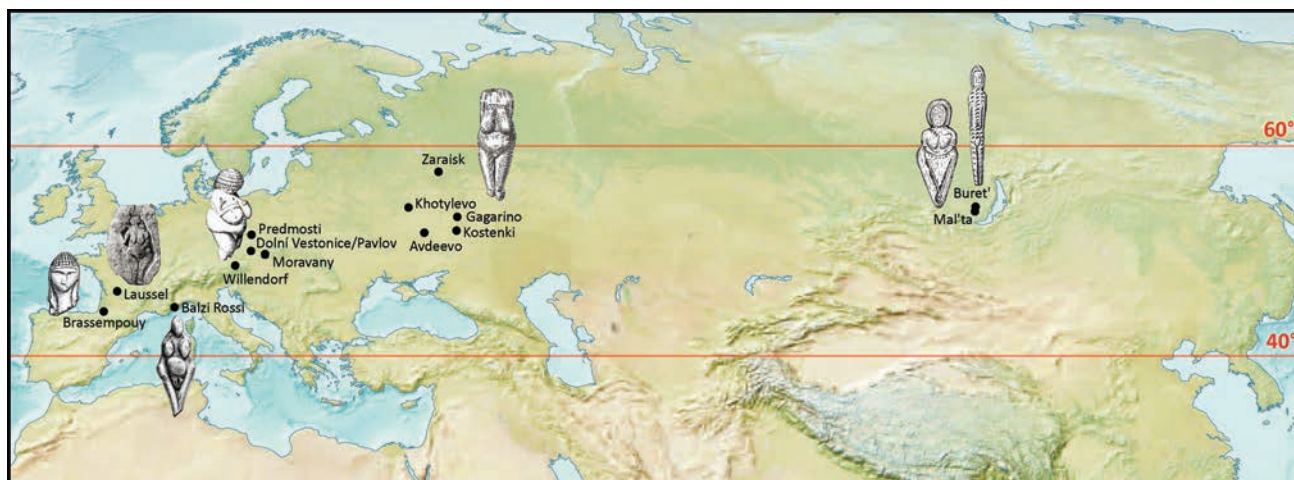 60°
Zaraisk
Buret'
Khotylevo
Gagarino
Mal'ta
Predmosti
Kostenki
Dolní Vestonice/Pavlov
Avdeevo
Moravany
Willendorf
Laussel
Balzi Rossi
Brassempouy
40°